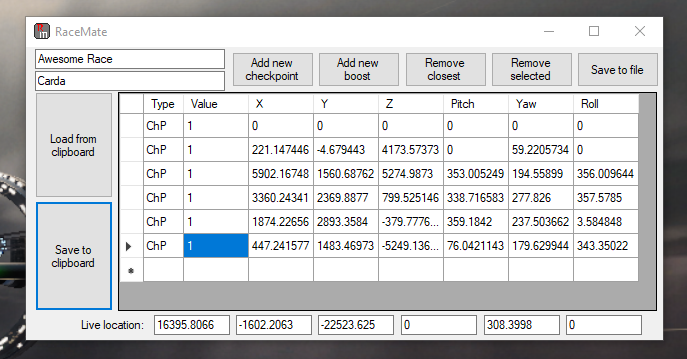 RaceMate
Awesome Race
Carda
Add new checkpoint
Add new boost
Remove closest
Remove selected
Save to file
Load from clipboard
Save to clipboard
Type Value X Y Z Pitch Yaw Roll
ChP 1 0 0 0 0 0 0
ChP 1 221.147446 -4.679443 4173.57373 0 59.2205734 0
ChP 1 5902.16748 1560.68762 5274.9873 353.005249 194.55899 356.009644
ChP 1 3360.24341 2369.8877 799.525146 338.716583 277.826 357.5785
ChP 1 1874.22656 2893.3584 -379.7776... 359.1842 237.503662 3.584848
ChP 1 447.241577 1483.46973 -5249.136... 76.0421143 179.629944 343.35022
Live location: 16395.8066 -1602.2063 -22523.625 0 308.3998 0